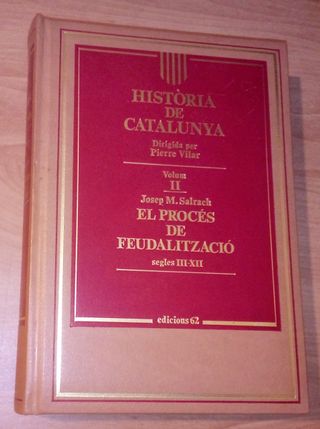 HISTÒRIA
DE
CATALUNYA
Dirigida per
Pierre Vilar
Volum
II
Josep M. Salrach
EL PROCÉS
DE
FEUDALITZACIÓ
segles III-XII
edicions 62